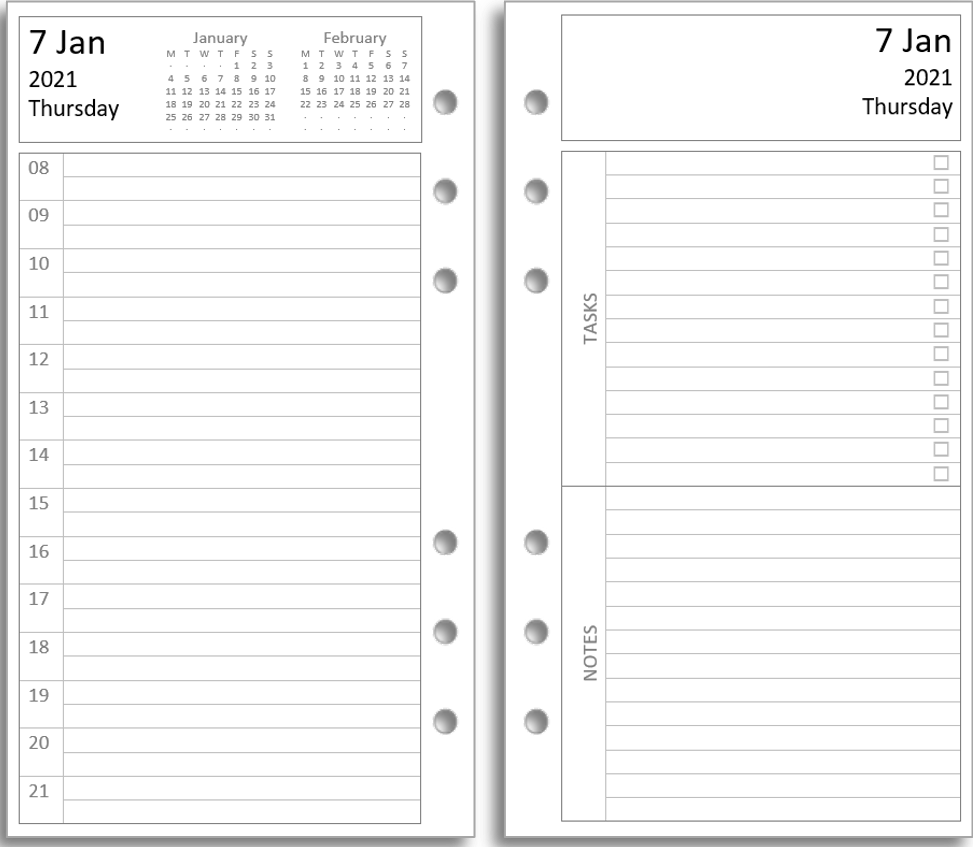 7 Jan
2021
Thursday
January
M T W T F S S
. . . . 1 2 3
4 5 6 7 8 9 10
11 12 13 14 15 16 17
18 19 20 21 22 23 24
25 26 27 28 29 30 31
. . . . . . .
February
M T W T F S S
1 2 3 4 5 6 7
8 9 10 11 12 13 14
15 16 17 18 19 20 21
22 23 24 25 26 27 28
. . . . . . .
. . . . . . .
08
09
10
11
12
13
14
15
16
17
18
19
20
21
7 Jan
2021
Thursday
TASKS
NOTES